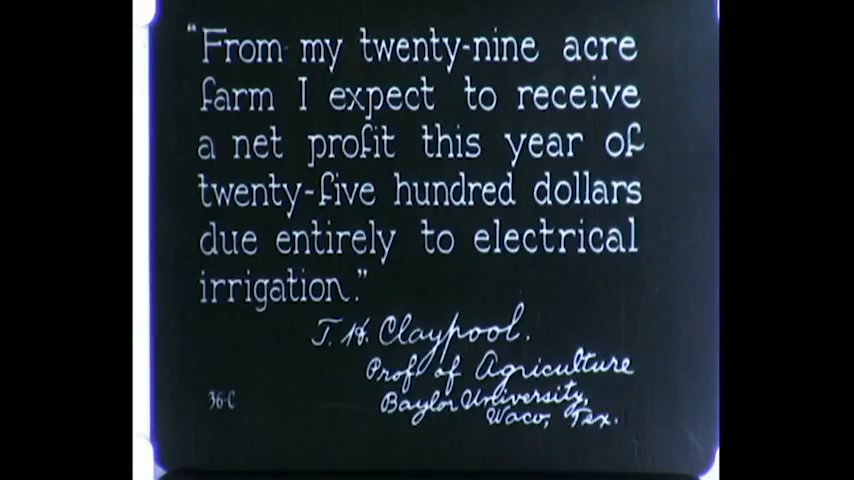 "From my twenty-nine acre
farm I expect to receive
a net profit this year of
twenty-five hundred dollars
due entirely to electrical
irrigation."
T. H. Claypool.
Prof of Agriculture
Baylor University,
Waco, Tex.
36-C